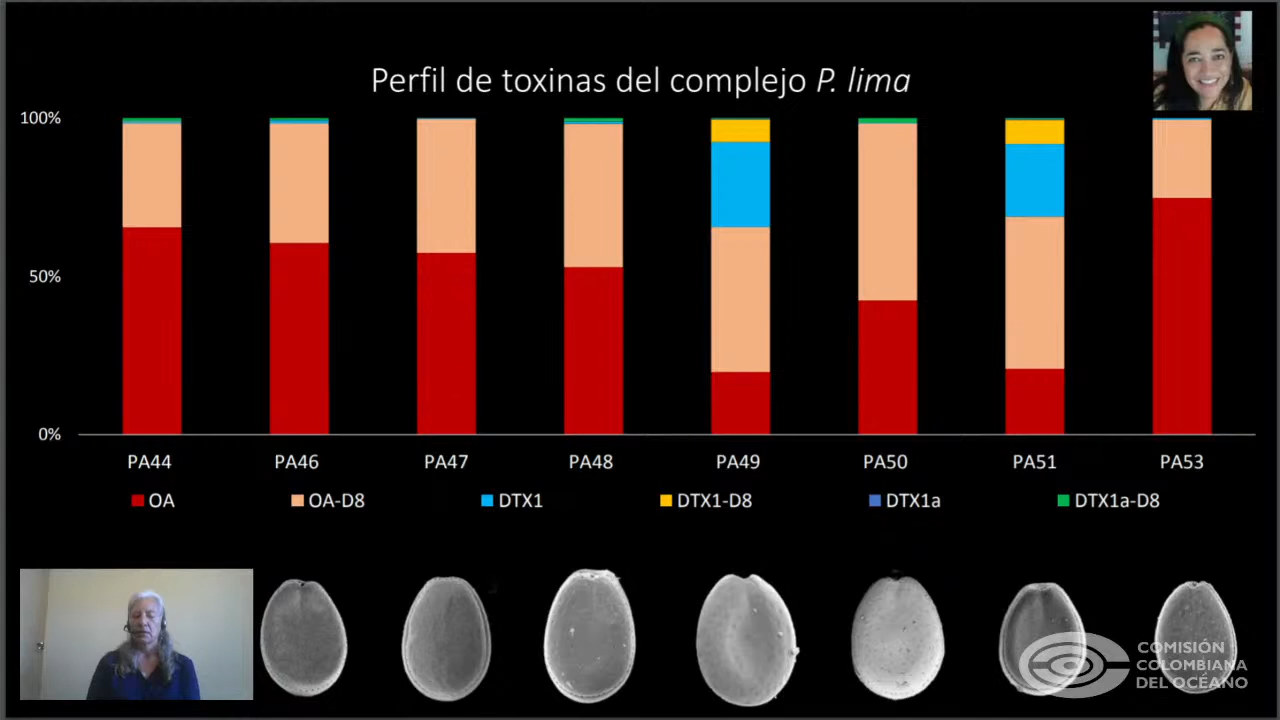 Perfil de toxinas del complejo P. lima
100%
50%
0%
PA44 PA46 PA47 PA48 PA49 PA50 PA51 PA53
OA OA-D8 DTX1 DTX1-D8 DTX1a DTX1a-D8
COMISIÓN
COLOMBIANA
DEL OCÉANO